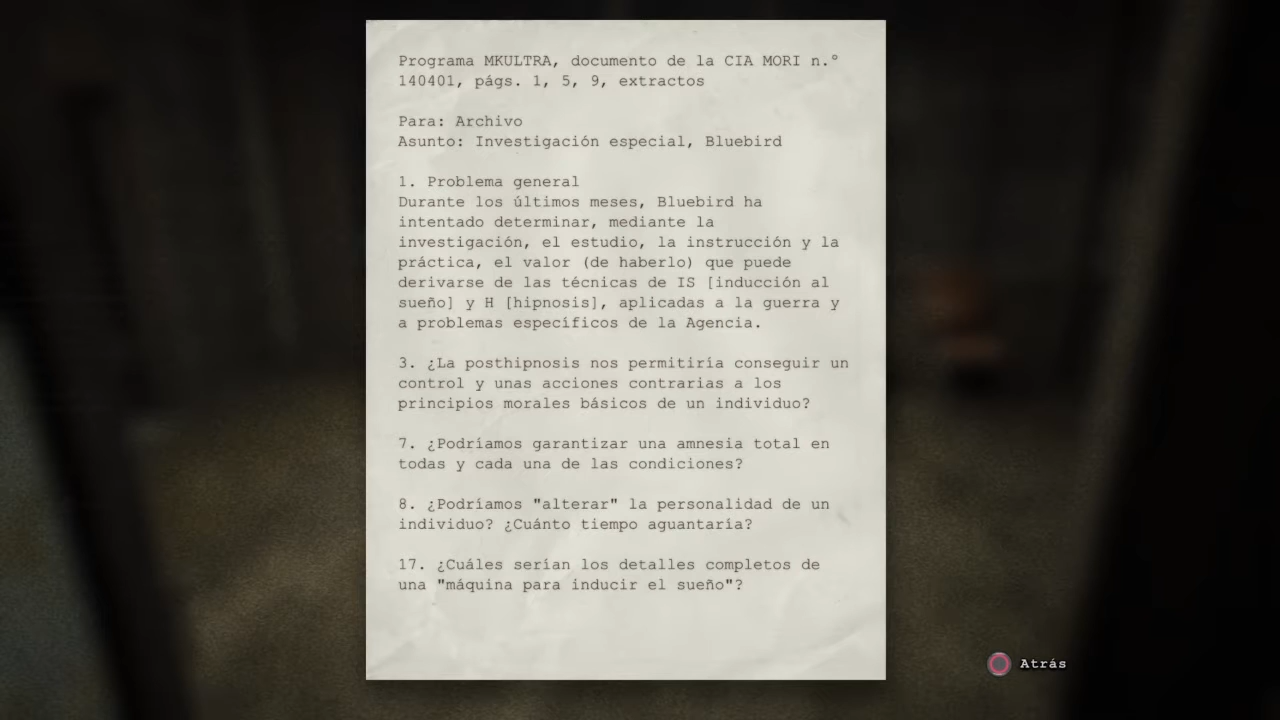 Programa MKULTRA, documento de la CIA MORI n.º
140401, págs. 1, 5, 9, extractos
Para: Archivo
Asunto: Investigación especial, Bluebird
1. Problema general
Durante los últimos meses, Bluebird ha
intentado determinar, mediante la
investigación, el estudio, la instrucción y la
práctica, el valor (de haberlo) que puede
derivarse de las técnicas de IS [inducción al
sueño] y H [hipnosis], aplicadas a la guerra y
a problemas específicos de la Agencia.
3. ¿La posthipnosis nos permitiría conseguir un
control y unas acciones contrarias a los
principios morales básicos de un individuo?
7. ¿Podríamos garantizar una amnesia total en
todas y cada una de las condiciones?
8. ¿Podríamos "alterar" la personalidad de un
individuo? ¿Cuánto tiempo aguantaría?
17. ¿Cuáles serían los detalles completos de
una "máquina para inducir el sueño"?
Atrás